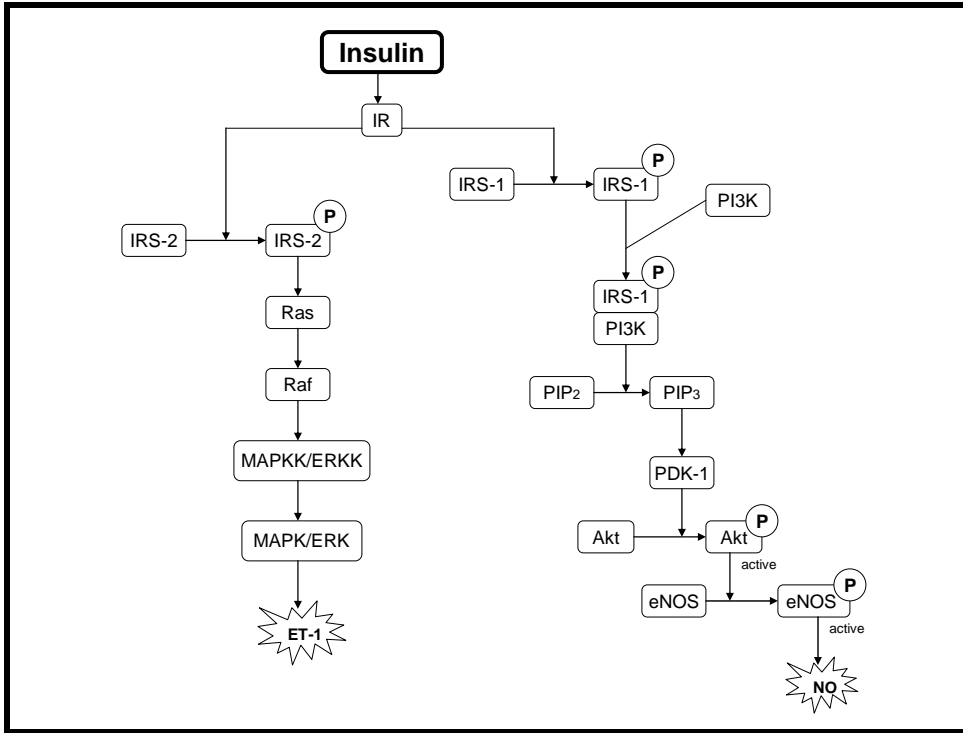 Insulin
IR
IRS-1
IRS-1
P
PI3K
IRS-2
IRS-2
P
IRS-1
P
PI3K
Ras
Raf
PIP2
PIP3
MAPKK/ERKK
PDK-1
MAPK/ERK
Akt
Akt
P
active
eNOS
eNOS
P
active
ET-1
NO